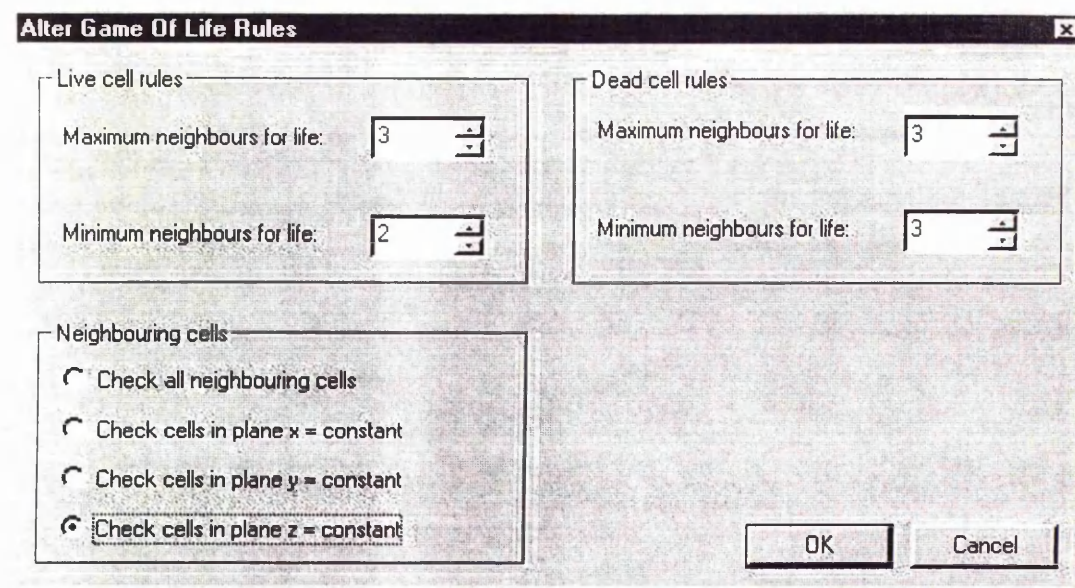 Alter Game Of Life Rules
Live cell rules
Maximum neighbours for life: 3
Minimum neighbours for life: 2
Dead cell rules
Maximum neighbours for life: 3
Minimum neighbours for life: 3
Neighbouring cells
Check all neighbouring cells
Check cells in plane x = constant
Check cells in plane y = constant
Check cells in plane z = constant
OK Cancel